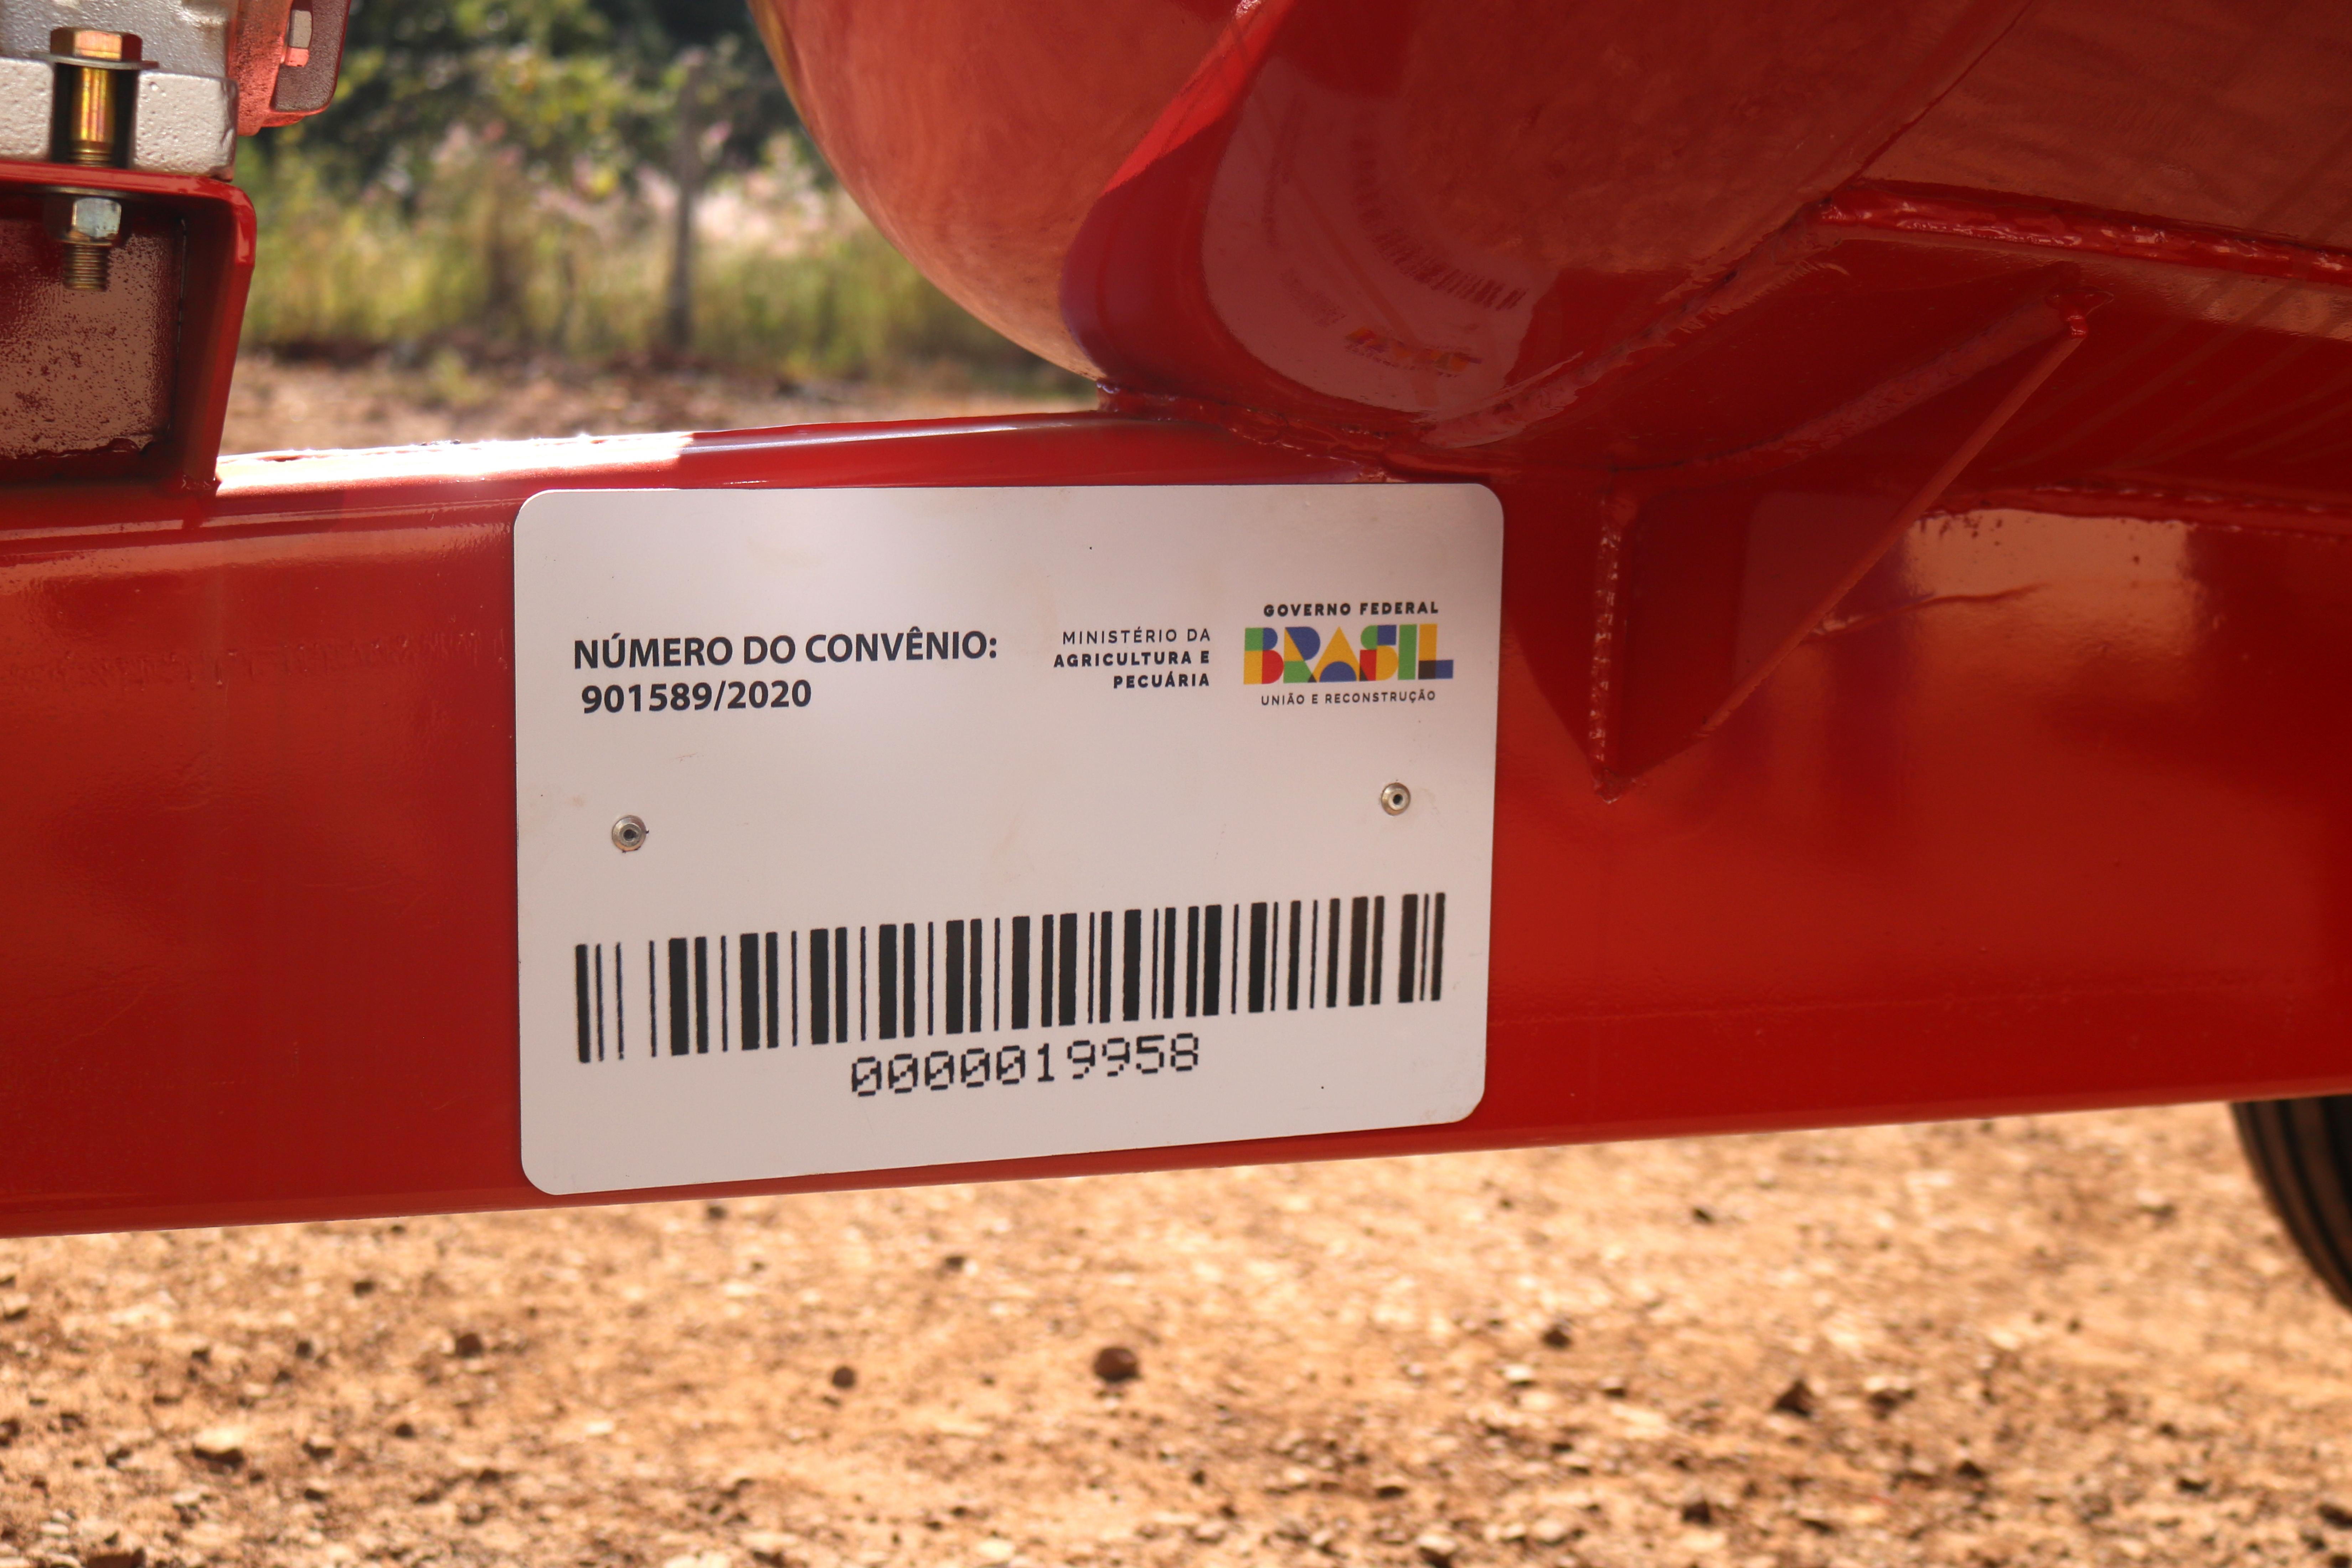 NÚMERO DO CONVÊNIO:
901589/2020
MINISTÉRIO DA
AGRICULTURA E
PECUÁRIA
GOVERNO FEDERAL
BRASIL
UNIÃO E RECONSTRUÇÃO
0000019958